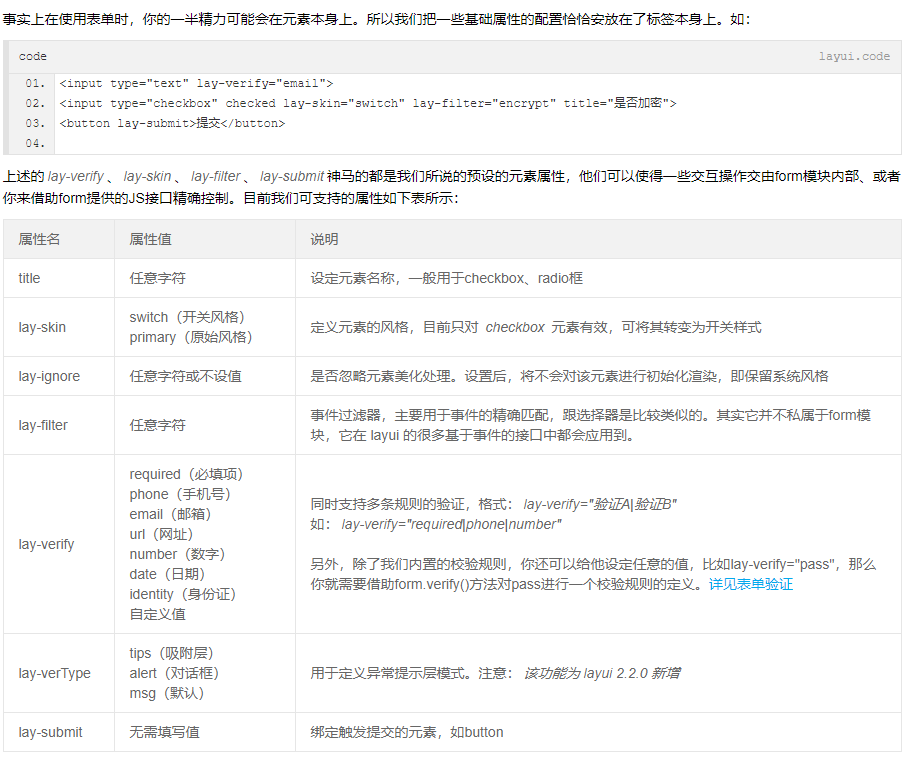 事实上在使用表单时，你的一半精力可能会在元素本身上。所以我们把一些基础属性的配置恰恰安放在了标签本身上。如：
code
layui.code
01. <input type="text" lay-verify="email">
02. <input type="checkbox" checked lay-skin="switch" lay-filter="encrypt" title="是否加密">
03. <button lay-submit>提交</button>
04.
上述的 lay-verify 、 lay-skin 、 lay-filter 、 lay-submit 神马的都是我们所说的预设的元素属性，他们可以使得一些交互操作交由form模块内部、或者
你来借助form提供的JS接口精确控制。目前我们可支持的属性如下表所示：
属性名
属性值
说明
title
任意字符
设定元素名称，一般用于checkbox、radio框
lay-skin
switch（开关风格）
primary（原始风格）
定义元素的风格，目前只对 checkbox 元素有效，可将其转变为开关样式
lay-ignore
任意字符或不设值
是否忽略元素美化处理。设置后，将不会对该元素进行初始化渲染，即保留系统风格
lay-filter
任意字符
事件过滤器，主要用于事件的精确匹配，跟选择器是比较类似的。其实它并不私属于form模
块，它在 layui 的很多基于事件的接口中都会应用到。
lay-verify
required（必填项）
phone（手机号）
email（邮箱）
url（网址）
number（数字）
date（日期）
identity（身份证）
自定义值
同时支持多条规则的验证，格式： lay-verify="验证A|验证B"
如： lay-verify="required|phone|number"
另外，除了我们内置的校验规则，你还可以给他设定任意的值，比如lay-verify="pass"，那么
你就需要借助form.verify()方法对pass进行一个校验规则的定义。详见表单验证
lay-verType
tips（吸附层）
alert（对话框）
msg（默认）
用于定义异常提示层模式。注意： 该功能为 layui 2.2.0 新增
lay-submit
无需填写值
绑定触发提交的元素，如button